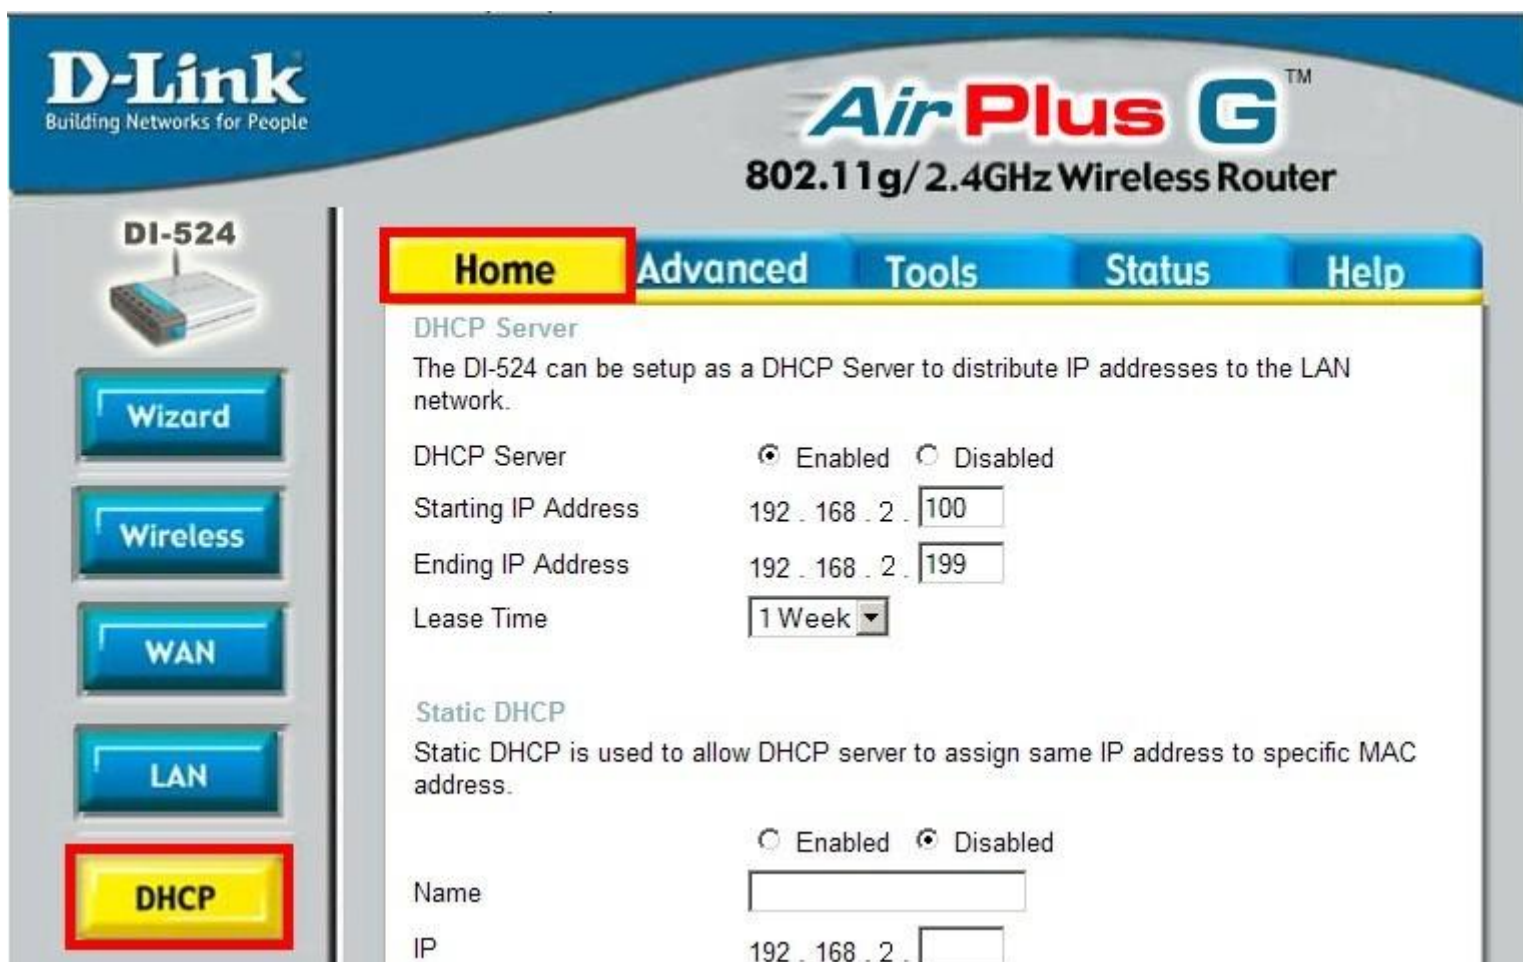 D-Link
Building Networks for People
Air Plus G™
802.11g/2.4GHz Wireless Router
DI-524
Home Advanced Tools Status Help
Wizard
Wireless
WAN
LAN
DHCP
DHCP Server
The DI-524 can be setup as a DHCP Server to distribute IP addresses to the LAN
network.
DHCP Server Enabled Disabled
Starting IP Address 192 . 168 . 2 . 100
Ending IP Address 192 . 168 . 2 . 199
Lease Time 1 Week
Static DHCP
Static DHCP is used to allow DHCP server to assign same IP address to specific MAC
address.
Enabled Disabled
Name
IP 192 . 168 . 2 .